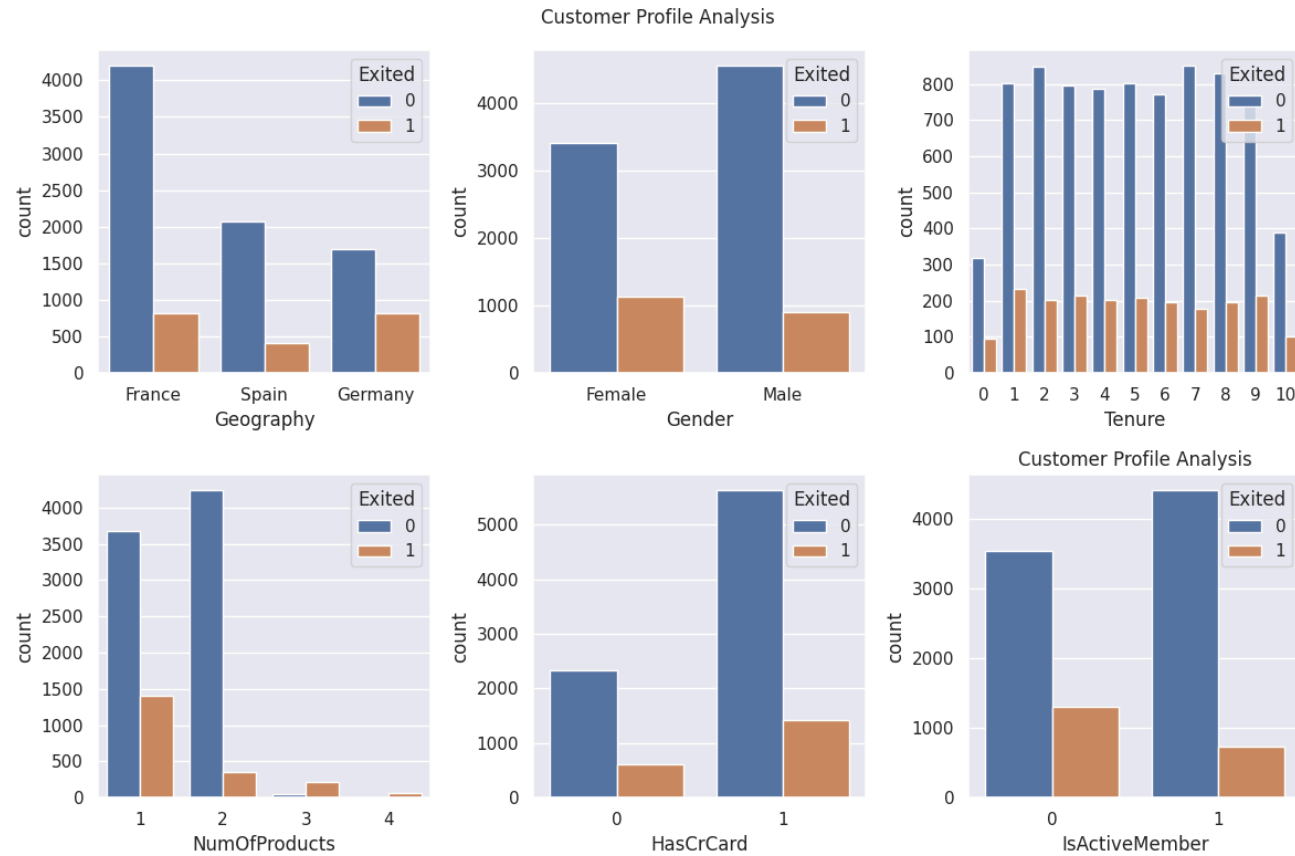 Customer Profile Analysis
Exited
0
1
count
4000
3500
3000
2500
2000
1500
1000
500
0
France Spain Germany
Geography
Exited
0
1
count
4000
3000
2000
1000
0
Female Male
Gender
Exited
0
1
count
800
700
600
500
400
300
200
100
0
0 1 2 3 4 5 6 7 8 9 10
Tenure
Exited
0
1
count
4000
3500
3000
2500
2000
1500
1000
500
0
1 2 3 4
NumOfProducts
Exited
0
1
count
5000
4000
3000
2000
1000
0
0 1
HasCrCard
Customer Profile Analysis
Exited
0
1
count
4000
3000
2000
1000
0
0 1
IsActiveMember